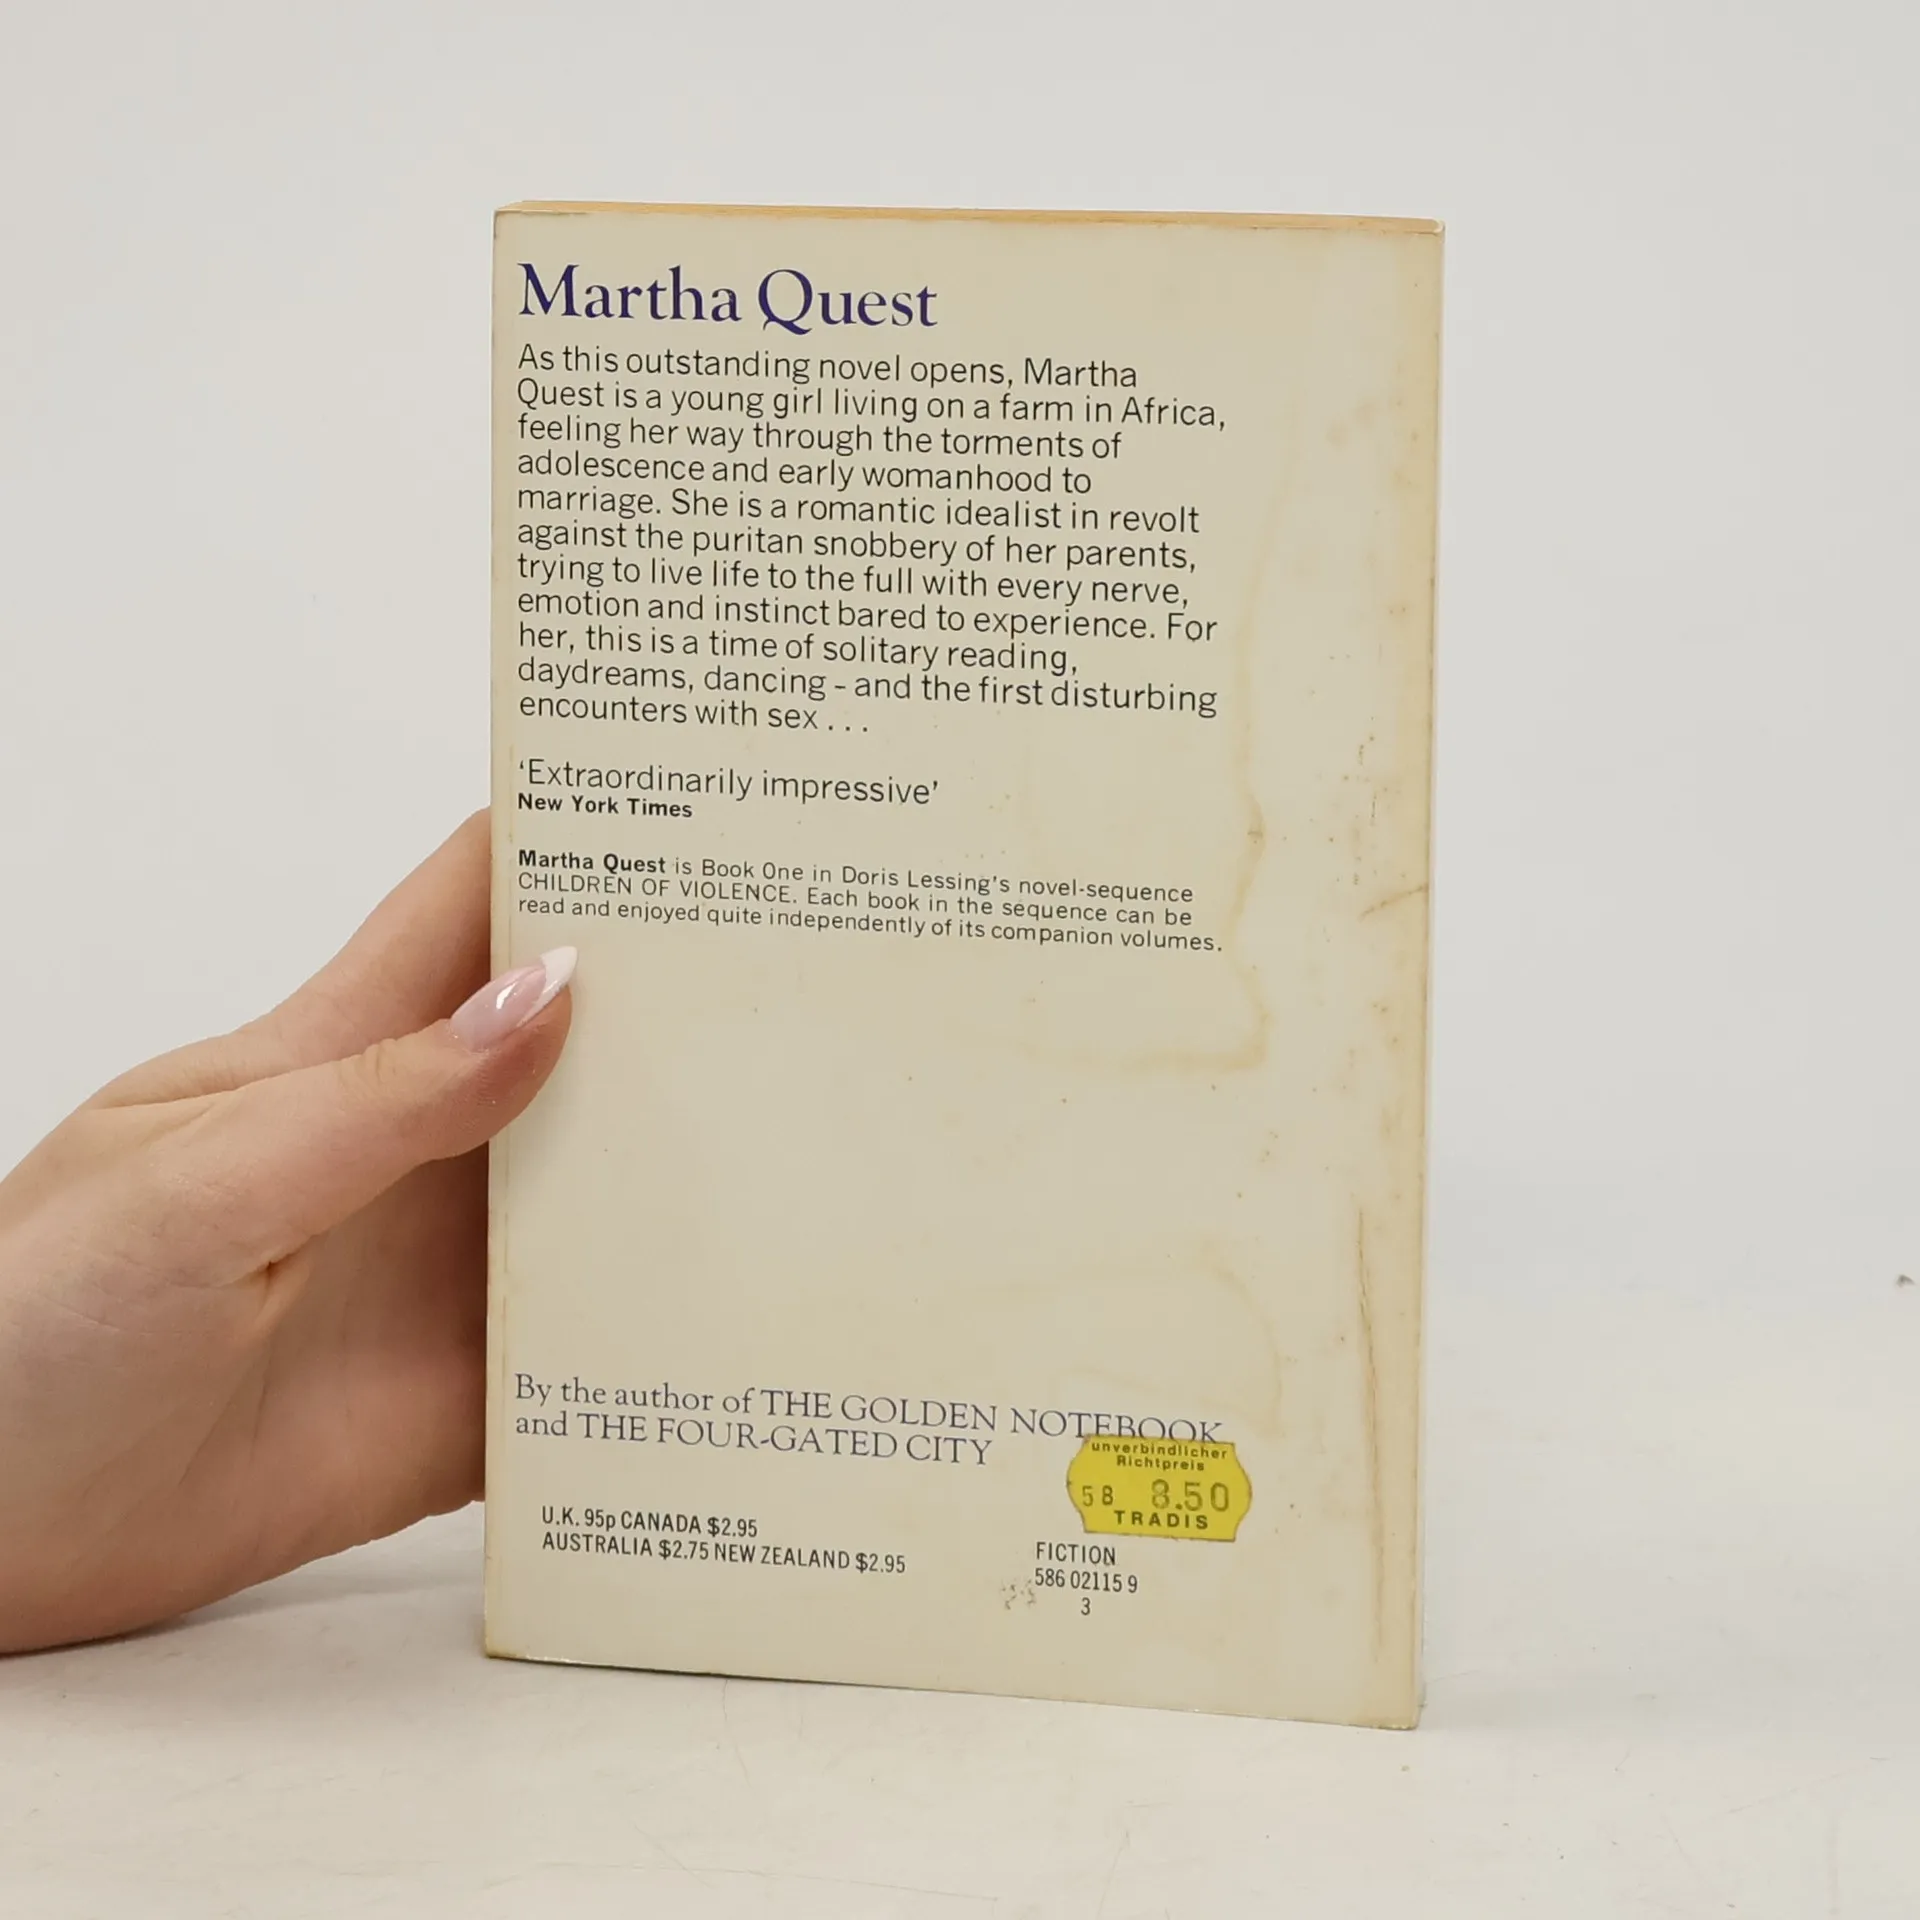 Martha Quest
As this outstanding novel opens, Martha
Quest is a young girl living on a farm in Africa,
feeling her way through the torments of
adolescence and early womanhood to
marriage. She is a romantic idealist in revolt
against the puritan snobbery of her parents,
trying to live life to the full with every nerve,
emotion and instinct bared to experience. For
her, this is a time of solitary reading,
daydreams, dancing - and the first disturbing
encounters with sex . . .
‘Extraordinarily impressive’
New York Times
Martha Quest is Book One in Doris Lessing's novel-sequence
CHILDREN OF VIOLENCE. Each book in the sequence can be
read and enjoyed quite independently of its companion volumes.
By the author of THE GOLDEN NOTEBOOK
and THE FOUR-GATED CITY
unverbindlicher
Richtpreis
58 8.50
TRADIS
U.K. 95p CANADA $2.95
AUSTRALIA $2.75 NEW ZEALAND $2.95
FICTION
586 02115 9
3